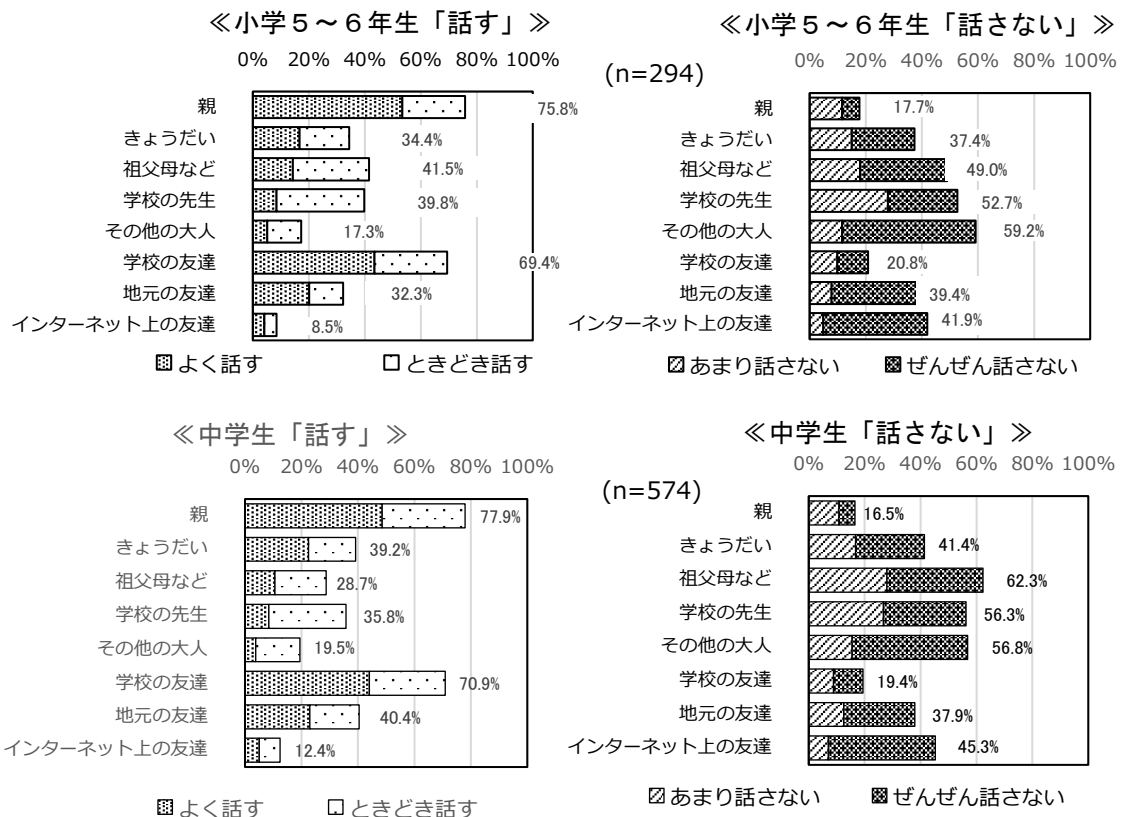 ≪小学５～６年生「話す」≫
0% 20% 40% 60% 80% 100%
親 75.8%
きょうだい 34.4%
祖父母など 41.5%
学校の先生 39.8%
その他の大人 17.3%
学校の友達 69.4%
地元の友達 32.3%
インターネット上の友達 8.5%
よく話す ときどき話す
(n=294)
≪小学５～６年生「話さない」≫
0% 20% 40% 60% 80% 100%
親 17.7%
きょうだい 37.4%
祖父母など 49.0%
学校の先生 52.7%
その他の大人 59.2%
学校の友達 20.8%
地元の友達 39.4%
インターネット上の友達 41.9%
あまり話さない ぜんぜん話さない
≪中学生「話す」≫
0% 20% 40% 60% 80% 100%
親 77.9%
きょうだい 39.2%
祖父母など 28.7%
学校の先生 35.8%
その他の大人 19.5%
学校の友達 70.9%
地元の友達 40.4%
インターネット上の友達 12.4%
よく話す ときどき話す
(n=574)
≪中学生「話さない」≫
0% 20% 40% 60% 80% 100%
親 16.5%
きょうだい 41.4%
祖父母など 62.3%
学校の先生 56.3%
その他の大人 56.8%
学校の友達 19.4%
地元の友達 37.9%
インターネット上の友達 45.3%
あまり話さない ぜんぜん話さない